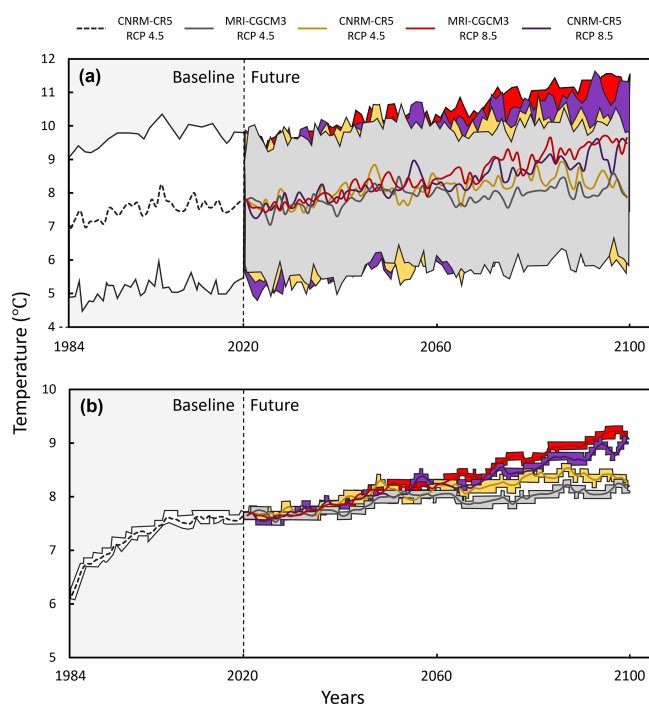 CNRM-CR5 MRI-CGCM3 CNRM-CR5 MRI-CGCM3 CNRM-CR5
RCP 4.5 RCP 4.5 RCP 4.5 RCP 8.5 RCP 8.5
12
(a) Baseline Future
11
10
9
8
7
6
5
4
1984 2020 2060 2100
Temperature (°C)
10
(b) Baseline Future
9
8
7
6
5
1984 2020 2060 2100
Years